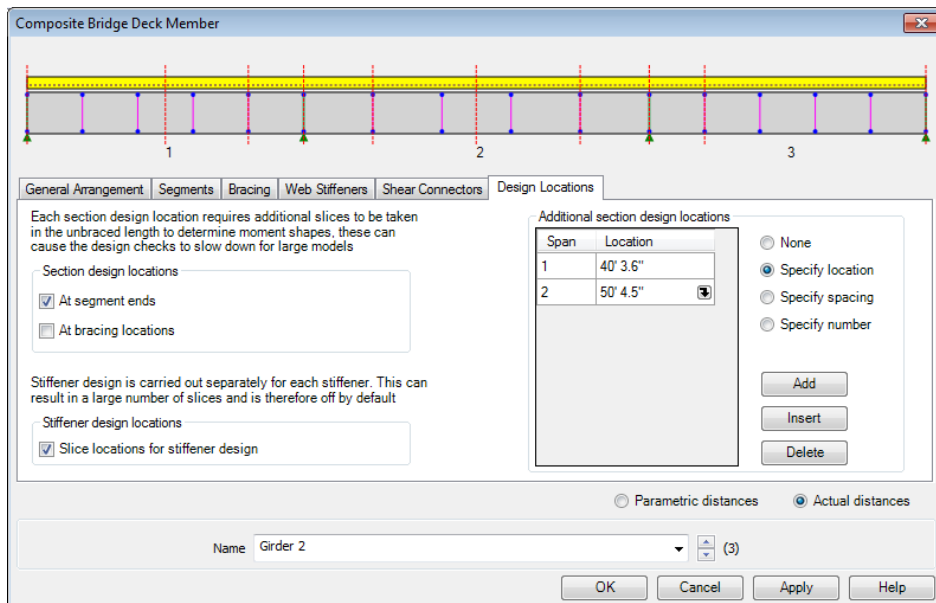 Composite Bridge Deck Member
1 2 3
General Arrangement Segments Bracing Web Stiffeners Shear Connectors Design Locations
Each section design location requires additional slices to be taken
in the unbraced length to determine moment shapes, these can
cause the design checks to slow down for large models
Section design locations
At segment ends
At bracing locations
Stiffener design is carried out separately for each stiffener. This can
result in a large number of slices and is therefore off by default
Stiffener design locations
Slice locations for stiffener design
Additional section design locations
Span Location
1 40' 3.6"
2 50' 4.5"
None
Specify location
Specify spacing
Specify number
Add
Insert
Delete
Parametric distances Actual distances
Name Girder 2 (3)
OK Cancel Apply Help